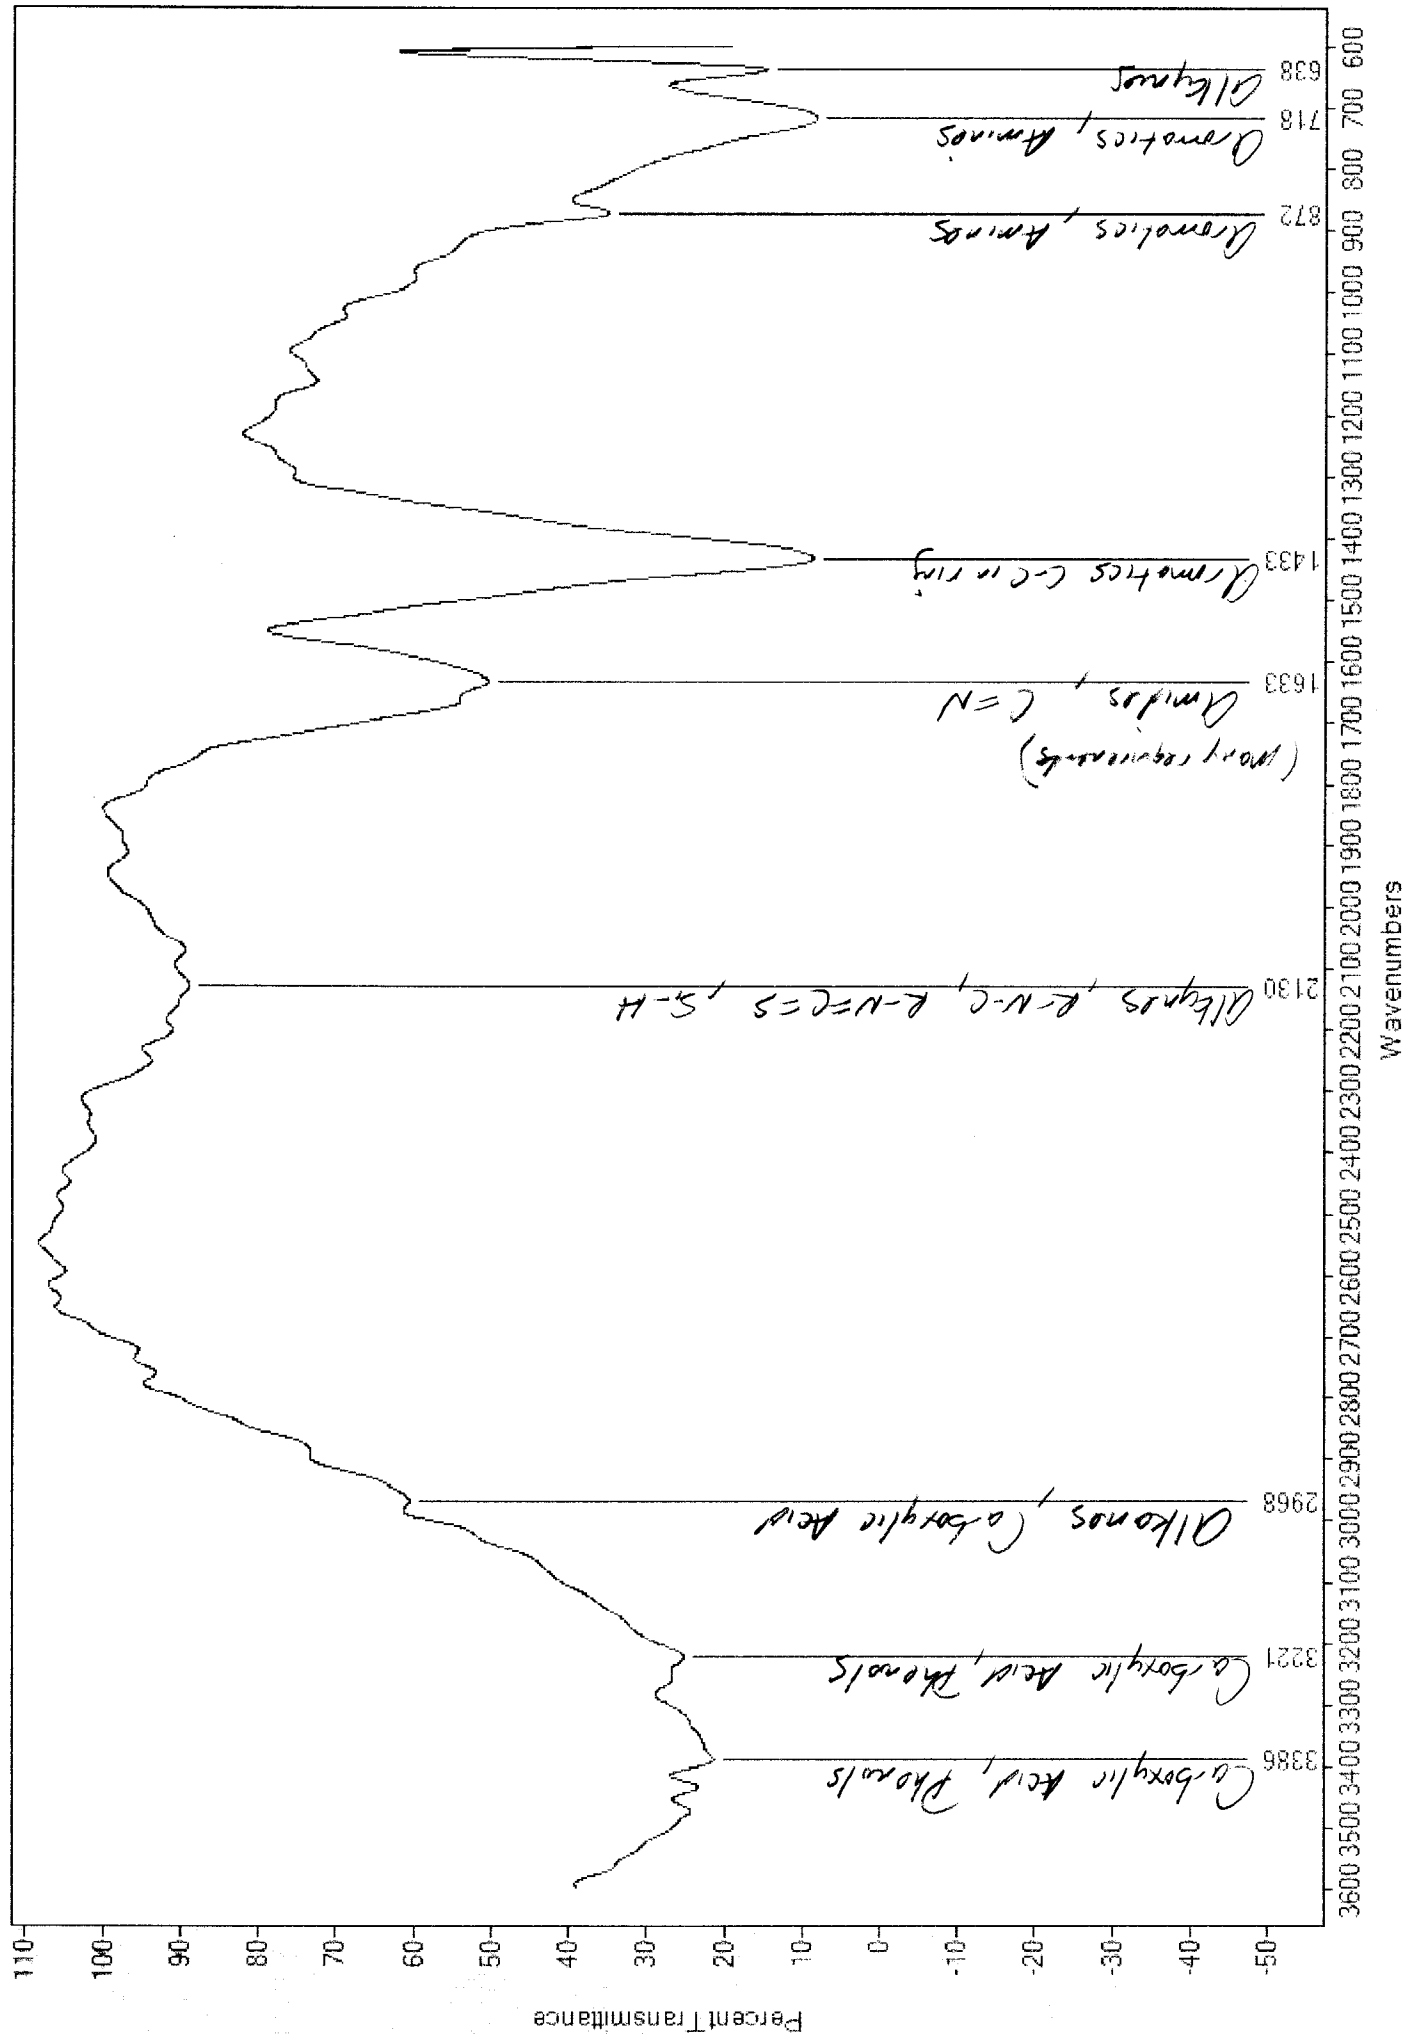 Percent Transmittance
110
100
90
80
70
60
50
40
30
20
10
0
-10
-20
-30
-40
-50
3386
Carboxylic Acid, Phenols
3221
Carboxylic Acid, Phenols
2968
Alkanes, Carboxylic Acid
2130
Alkynes, R-N-C, R-N=C=S, Si-H
1633
Amides, C=N
(Many requirements)
1433
Aromatics C-C in ring
872
Aromatics, Amines
718
Aromatics, Amines
638
Alkynes
3600 3500 3400 3300 3200 3100 3000 2900 2800 2700 2600 2500 2400 2300 2200 2100 2000 1900 1800 1700 1600 1500 1400 1300 1200 1100 1000 900 800 700 600
Wavenumbers